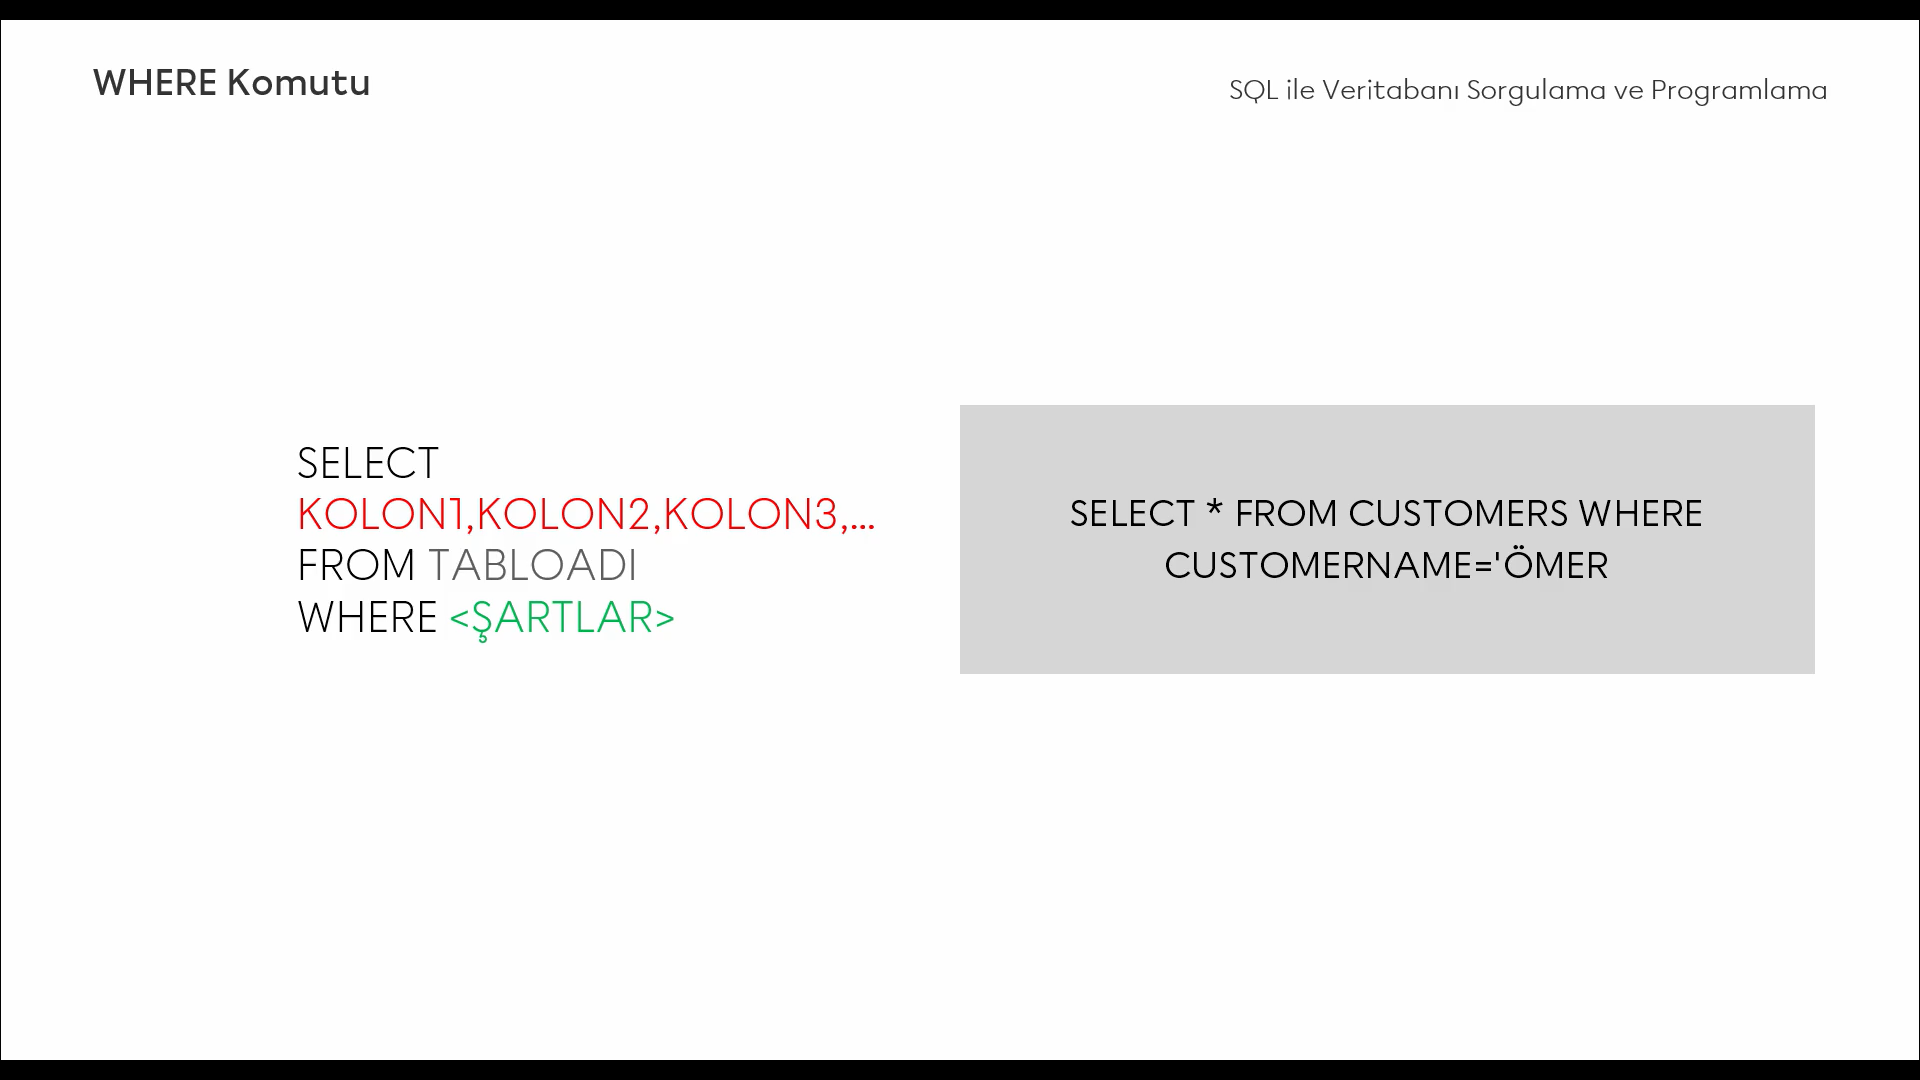 WHERE Komutu
SQL ile Veritabanı Sorgulama ve Programlama
SELECT
KOLON1,KOLON2,KOLON3,...
FROM TABLOADI
WHERE <ŞARTLAR>
SELECT * FROM CUSTOMERS WHERE
CUSTOMERNAME='ÖMER